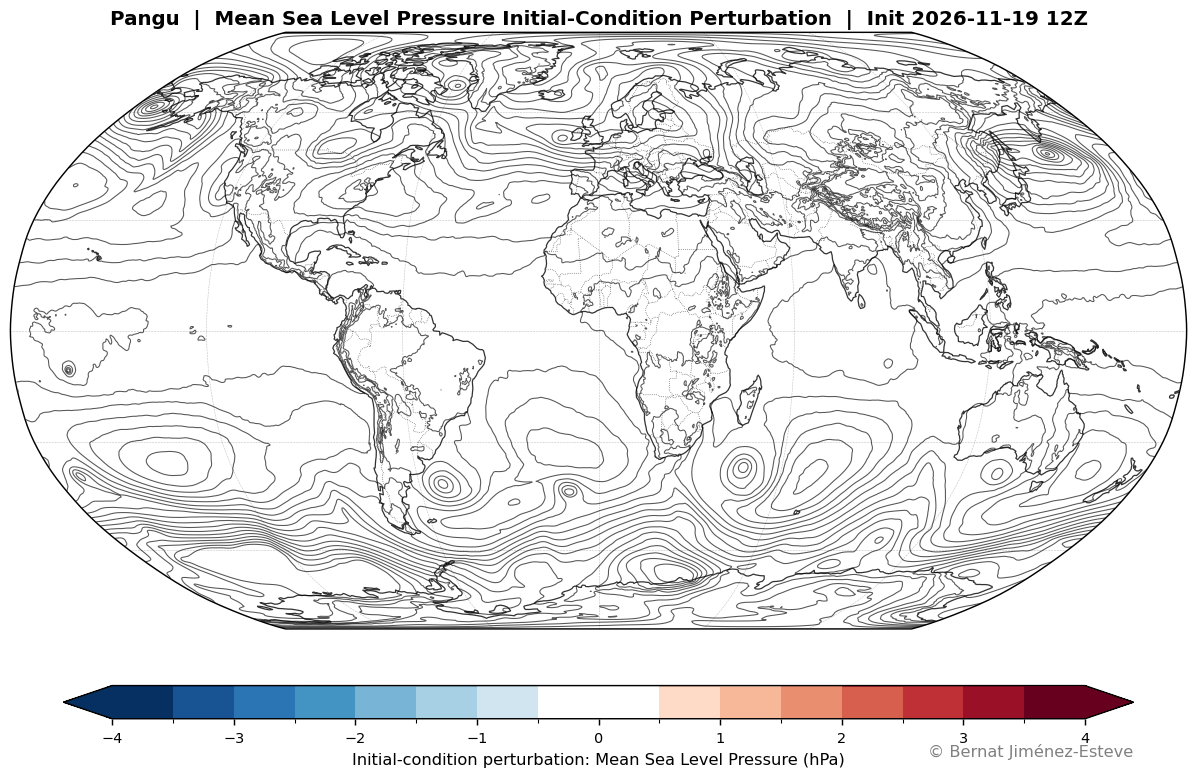 Pangu | Mean Sea Level Pressure Initial-Condition Perturbation | Init 2026-11-19 12Z
−4 −3 −2 −1 0 1 2 3 4
© Bernat Jiménez-Esteve
Initial-condition perturbation: Mean Sea Level Pressure (hPa)